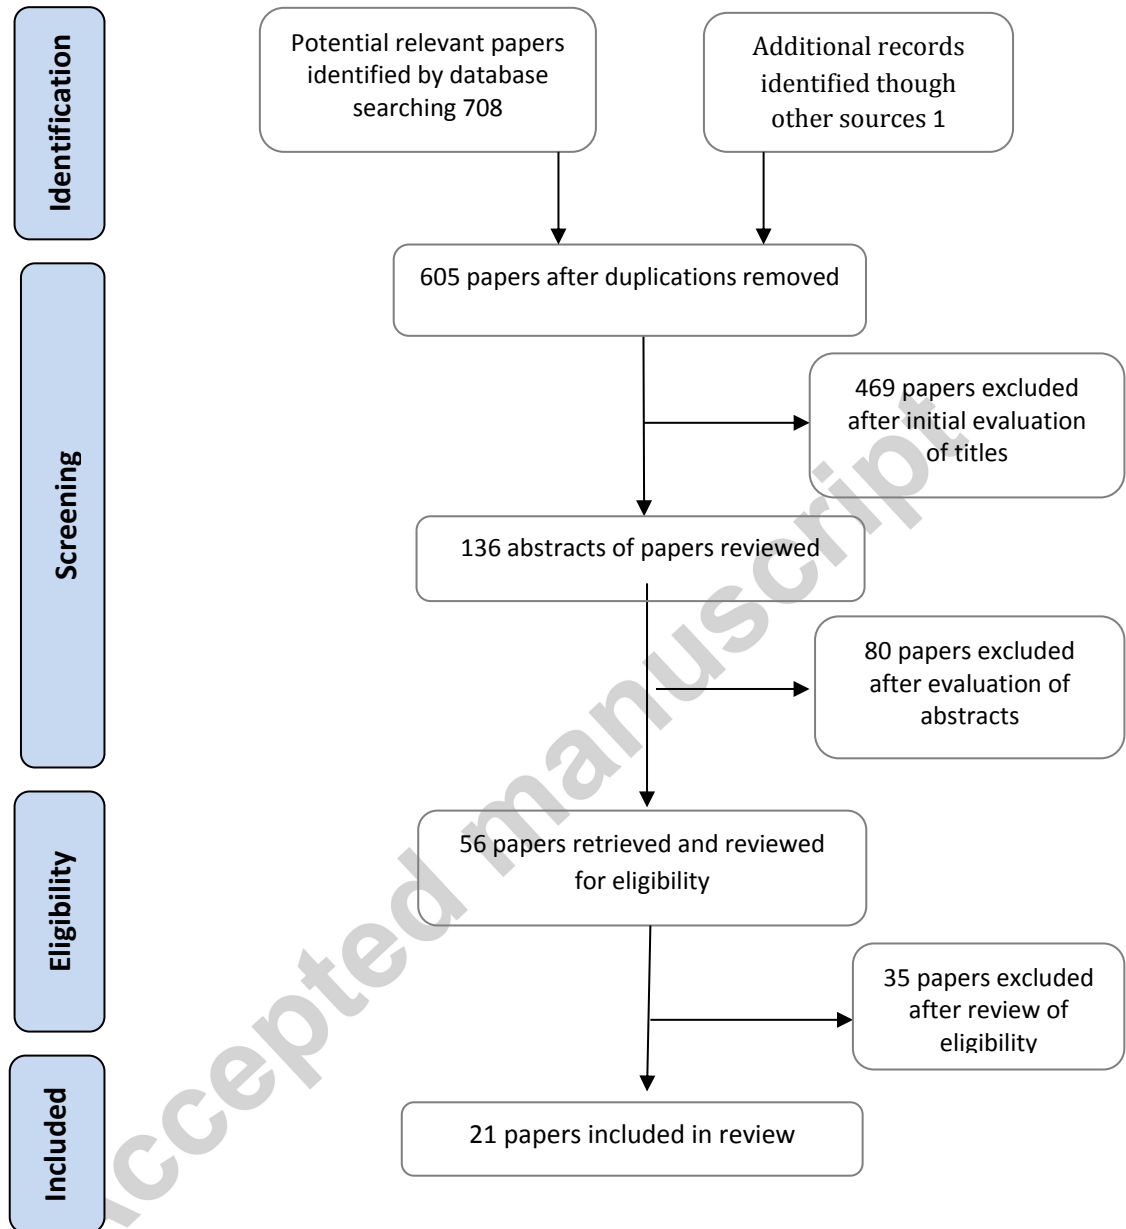 Identification
Potential relevant papers
identified by database
searching 708
Additional records
identified though
other sources 1
Screening
605 papers after duplications removed
469 papers excluded
after initial evaluation
of titles
136 abstracts of papers reviewed
80 papers excluded
after evaluation of
abstracts
Eligibility
56 papers retrieved and reviewed
for eligibility
35 papers excluded
after review of
eligibility
Included
21 papers included in review
Accepted manuscript